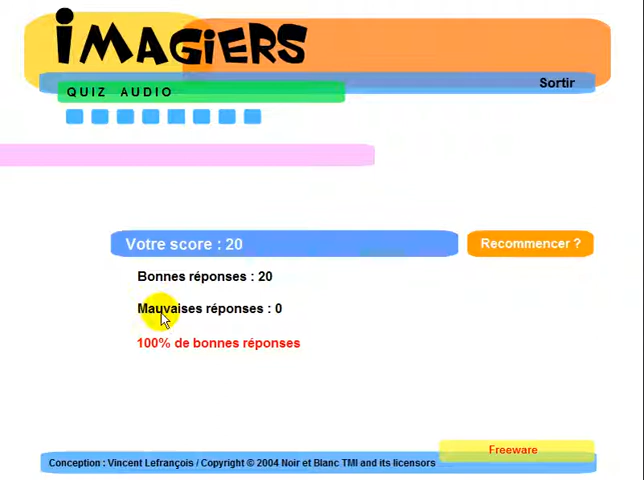 iMAGiERS
QUIZ AUDIO
Sortir
Votre score : 20
Recommencer ?
Bonnes réponses : 20
Mauvaises réponses : 0
100% de bonnes réponses
Freeware
Conception : Vincent Lefrançois / Copyright © 2004 Noir et Blanc TMI and its licensors